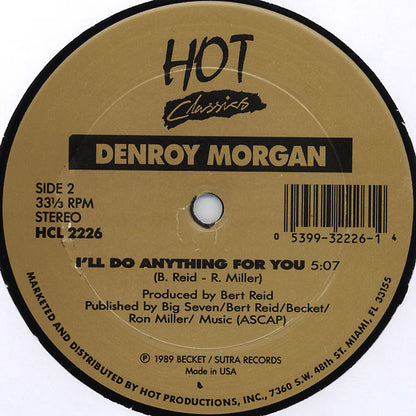 HOT
Classics
DENROY MORGAN
SIDE 2
33⅓ RPM
STEREO
HCL 2226
0 5399-32226-1 4
I'LL DO ANYTHING FOR YOU 5:07
(B. Reid - R. Miller)
Produced by Bert Reid
Published by Big Seven/Bert Reid/Becket/
Ron Miller/ Music (ASCAP)
℗ © 1989 BECKET / SUTRA RECORDS
Made in USA
MARKETED AND DISTRIBUTED BY HOT PRODUCTIONS, INC., 7360 S.W. 48th ST. MIAMI, FL 33155